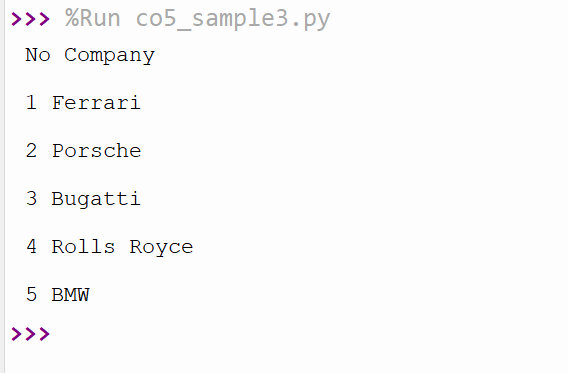 >>> %Run co5_sample3.py
No Company
1 Ferrari
2 Porsche
3 Bugatti
4 Rolls Royce
5 BMW
>>>